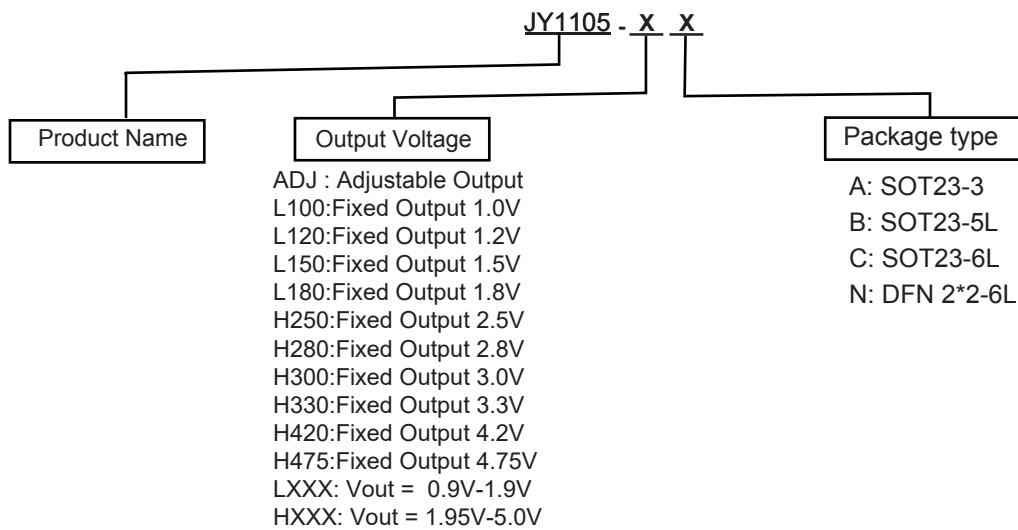 JY1105 - X X
Product Name
Output Voltage
ADJ : Adjustable Output
L100:Fixed Output 1.0V
L120:Fixed Output 1.2V
L150:Fixed Output 1.5V
L180:Fixed Output 1.8V
H250:Fixed Output 2.5V
H280:Fixed Output 2.8V
H300:Fixed Output 3.0V
H330:Fixed Output 3.3V
H420:Fixed Output 4.2V
H475:Fixed Output 4.75V
LXXX: Vout = 0.9V-1.9V
HXXX: Vout = 1.95V-5.0V
Package type
A: SOT23-3
B: SOT23-5L
C: SOT23-6L
N: DFN 2*2-6L